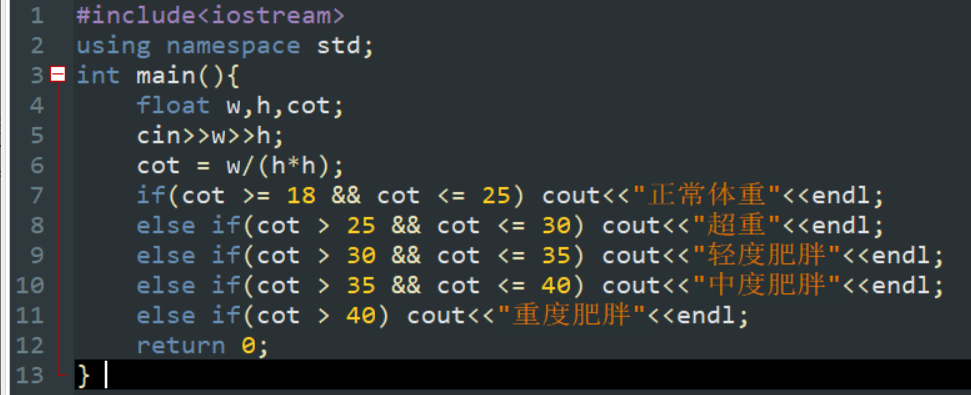 1 #include<iostream>
2 using namespace std;
3 int main(){
4 float w,h,cot;
5 cin>>w>>h;
6 cot = w/(h*h);
7 if(cot >= 18 && cot <= 25) cout<<"正常体重"<<endl;
8 else if(cot > 25 && cot <= 30) cout<<"超重"<<endl;
9 else if(cot > 30 && cot <= 35) cout<<"轻度肥胖"<<endl;
10 else if(cot > 35 && cot <= 40) cout<<"中度肥胖"<<endl;
11 else if(cot > 40) cout<<"重度肥胖"<<endl;
12 return 0;
13 }